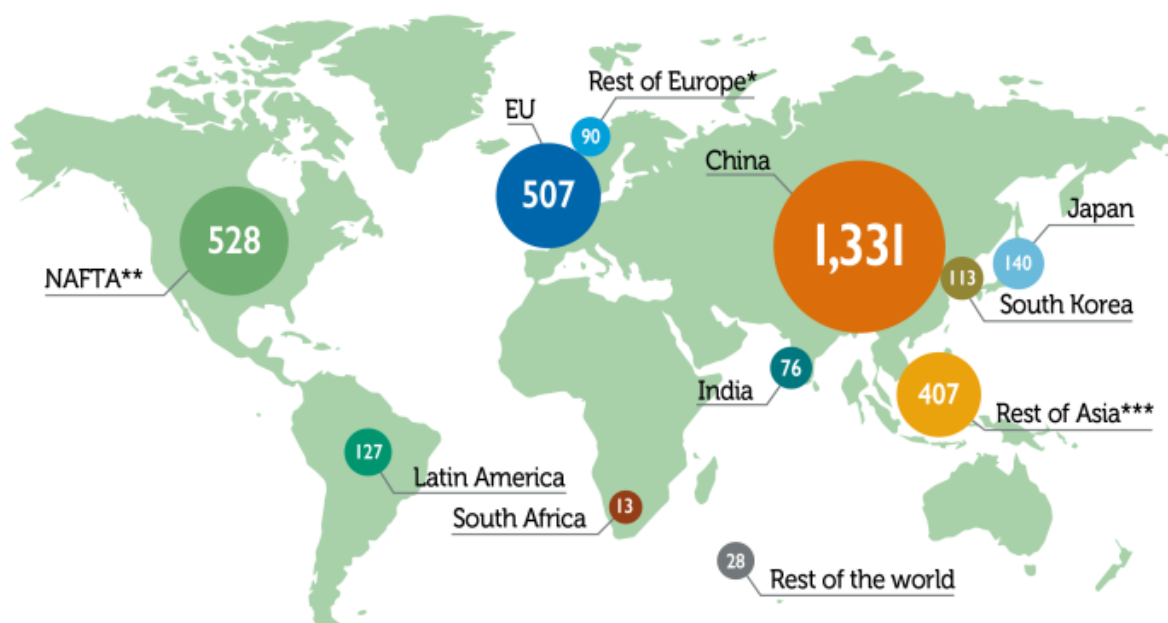 Rest of Europe*
90
EU
507
China
1,331
Japan
140
113
South Korea
528
NAFTA**
76
India
407
Rest of Asia***
127
Latin America
13
South Africa
28
Rest of the world